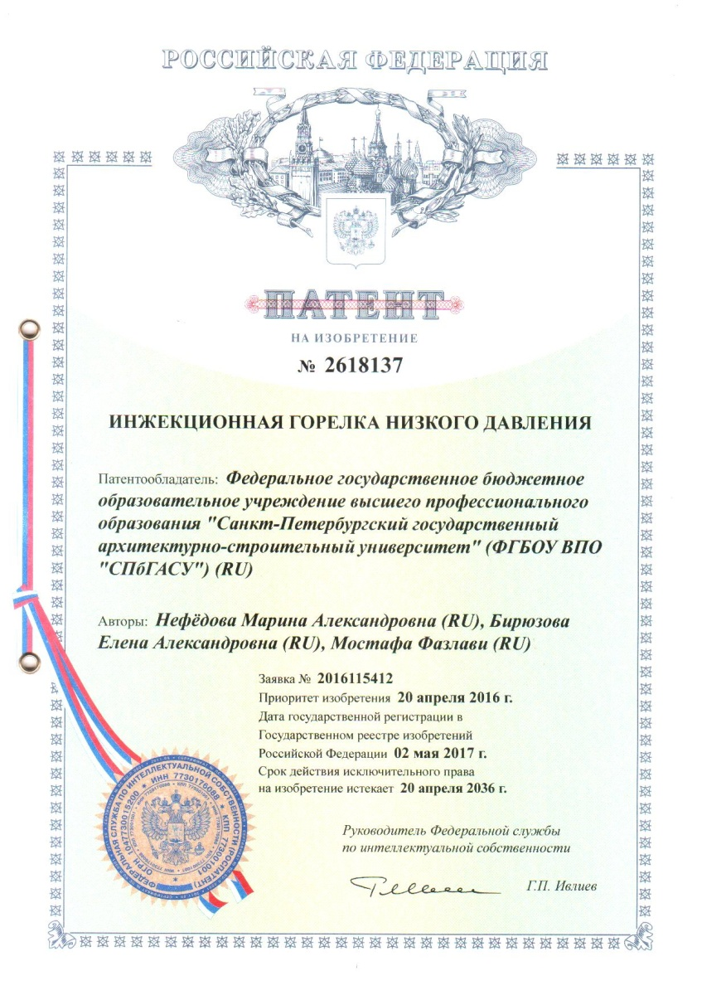 РОССИЙСКАЯ ФЕДЕРАЦИЯ
ПАТЕНТ
НА ИЗОБРЕТЕНИЕ
№ 2618137
ИНЖЕКЦИОННАЯ ГОРЕЛКА НИЗКОГО ДАВЛЕНИЯ
Патентообладатель: Федеральное государственное бюджетное
образовательное учреждение высшего профессионального
образования "Санкт-Петербургский государственный
архитектурно-строительный университет" (ФГБОУ ВПО
"СПбГАСУ") (RU)
Авторы: Нефёдова Марина Александровна (RU), Бирюзова
Елена Александровна (RU), Мостафа Фазлави (RU)
Заявка № 2016115412
Приоритет изобретения 20 апреля 2016 г.
Дата государственной регистрации в
Государственном реестре изобретений
Российской Федерации 02 мая 2017 г.
Срок действия исключительного права
на изобретение истекает 20 апреля 2036 г.
Руководитель Федеральной службы
по интеллектуальной собственности
Г.П. Ивлиев
ФЕДЕРАЛЬНАЯ СЛУЖБА ПО ИНТЕЛЛЕКТУАЛЬНОЙ СОБСТВЕННОСТИ (РОСПАТЕНТ)
ОГРН 1047730015200 * ИНН 7730176088 * КПП 773001001 *